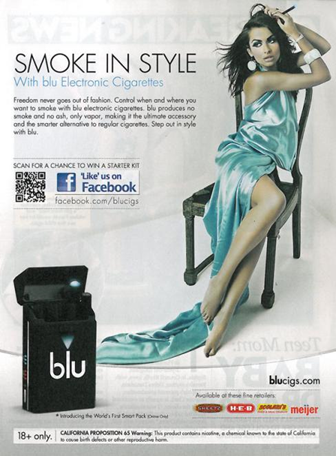 SMOKE IN STYLE
With blu Electronic Cigarettes
Freedom never goes out of fashion. Control when and where you
want to smoke with blu electronic cigarettes. blu produces no
smoke and no ash, only vapor, making it the ultimate accessory
and the smarter alternative to regular cigarettes. Step out in style
with blu.
SCAN FOR A CHANCE TO WIN A STARTER KIT
f 'Like' us on
Facebook
facebook.com/blucigs
blu
* Introducing the World's First Smart Pack (Online Only)
blucigs.com
Available at these fine retailers:
SHEETZ H-E-B meijer
18+ only.
CALIFORNIA PROPOSITION 65 Warning: This product contains nicotine, a chemical known to the state of California
to cause birth defects or other reproductive harm.